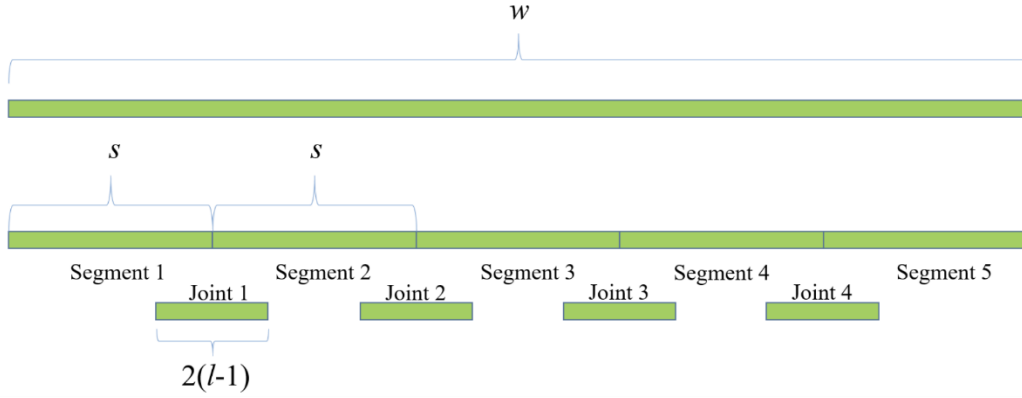 w
s s
Segment 1 Segment 2 Segment 3 Segment 4 Segment 5
Joint 1 Joint 2 Joint 3 Joint 4
2(l-1)